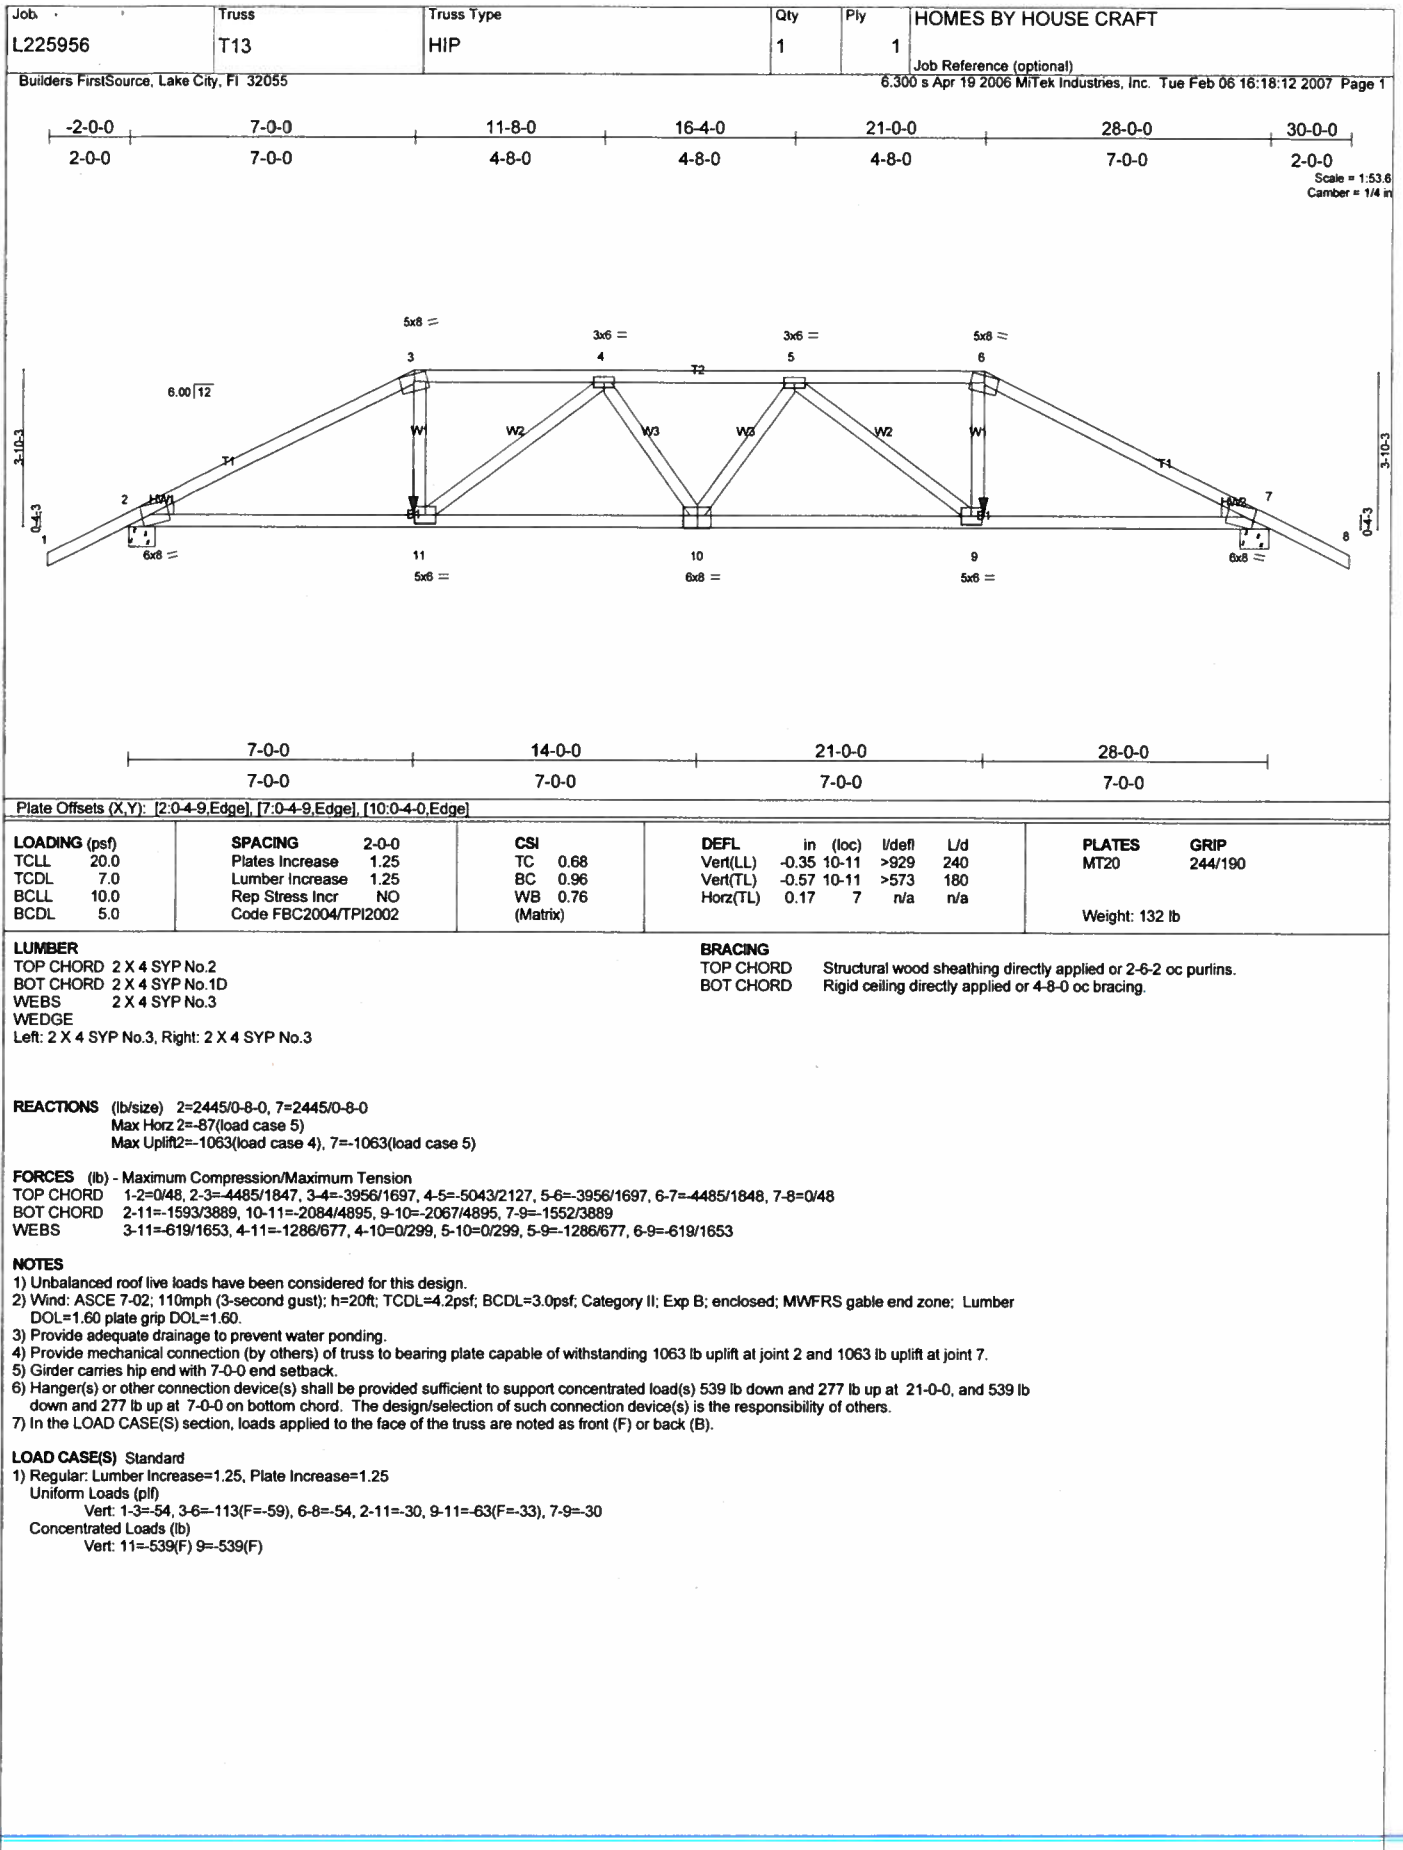 Job Truss Truss Type Qty Ply HOMES BY HOUSE CRAFT
L225956 T13 HIP 1 1
Job Reference (optional)
Builders FirstSource, Lake City, Fl 32055 6.300 s Apr 19 2006 MiTek Industries, Inc. Tue Feb 06 16:18:12 2007 Page 1
-2-0-0 7-0-0 11-8-0 16-4-0 21-0-0 28-0-0 30-0-0
2-0-0 7-0-0 4-8-0 4-8-0 4-8-0 7-0-0 2-0-0
Scale = 1:53.6
Camber = 1/4 in
5x8 = 3x6 = 3x6 = 5x8 =
3 4 5 6
T2
6.00 12
3-10-3 3-10-3
W1 W2 W3 W3 W2 W1
T1 T1
2 HW1 7
0-4-3 B1 B1 0-4-3
1 8
6x8 = 11 10 9 6x8 =
5x6 = 6x8 = 5x6 =
7-0-0 14-0-0 21-0-0 28-0-0
7-0-0 7-0-0 7-0-0 7-0-0
Plate Offsets (X,Y): [2:0-4-9,Edge], [7:0-4-9,Edge], [10:0-4-0,Edge]
LOADING (psf) SPACING 2-0-0 CSI DEFL in (loc) l/defl L/d PLATES GRIP
TCLL 20.0 Plates Increase 1.25 TC 0.68 Vert(LL) -0.35 10-11 >929 240 MT20 244/190
TCDL 7.0 Lumber Increase 1.25 BC 0.96 Vert(TL) -0.57 10-11 >573 180
BCLL 10.0 Rep Stress Incr NO WB 0.76 Horz(TL) 0.17 7 n/a n/a
BCDL 5.0 Code FBC2004/TPI2002 (Matrix) Weight: 132 lb
LUMBER BRACING
TOP CHORD 2 X 4 SYP No.2 TOP CHORD Structural wood sheathing directly applied or 2-6-2 oc purlins.
BOT CHORD 2 X 4 SYP No.1D BOT CHORD Rigid ceiling directly applied or 4-8-0 oc bracing.
WEBS 2 X 4 SYP No.3
WEDGE
Left: 2 X 4 SYP No.3, Right: 2 X 4 SYP No.3
REACTIONS (lb/size) 2=2445/0-8-0, 7=2445/0-8-0
Max Horz 2=-87(load case 5)
Max Uplift2=-1063(load case 4), 7=-1063(load case 5)
FORCES (lb) - Maximum Compression/Maximum Tension
TOP CHORD 1-2=0/48, 2-3=-4485/1847, 3-4=-3956/1697, 4-5=-5043/2127, 5-6=-3956/1697, 6-7=-4485/1848, 7-8=0/48
BOT CHORD 2-11=-1593/3889, 10-11=-2084/4895, 9-10=-2067/4895, 7-9=-1552/3889
WEBS 3-11=-619/1653, 4-11=-1286/677, 4-10=0/299, 5-10=0/299, 5-9=-1286/677, 6-9=-619/1653
NOTES
1) Unbalanced roof live loads have been considered for this design.
2) Wind: ASCE 7-02; 110mph (3-second gust); h=20ft; TCDL=4.2psf; BCDL=3.0psf; Category II; Exp B; enclosed; MWFRS gable end zone; Lumber
DOL=1.60 plate grip DOL=1.60.
3) Provide adequate drainage to prevent water ponding.
4) Provide mechanical connection (by others) of truss to bearing plate capable of withstanding 1063 lb uplift at joint 2 and 1063 lb uplift at joint 7.
5) Girder carries hip end with 7-0-0 end setback.
6) Hanger(s) or other connection device(s) shall be provided sufficient to support concentrated load(s) 539 lb down and 277 lb up at 21-0-0, and 539 lb
down and 277 lb up at 7-0-0 on bottom chord. The design/selection of such connection device(s) is the responsibility of others.
7) In the LOAD CASE(S) section, loads applied to the face of the truss are noted as front (F) or back (B).
LOAD CASE(S) Standard
1) Regular: Lumber Increase=1.25, Plate Increase=1.25
Uniform Loads (plf)
Vert: 1-3=-54, 3-6=-113(F=-59), 6-8=-54, 2-11=-30, 9-11=-63(F=-33), 7-9=-30
Concentrated Loads (lb)
Vert: 11=-539(F) 9=-539(F)